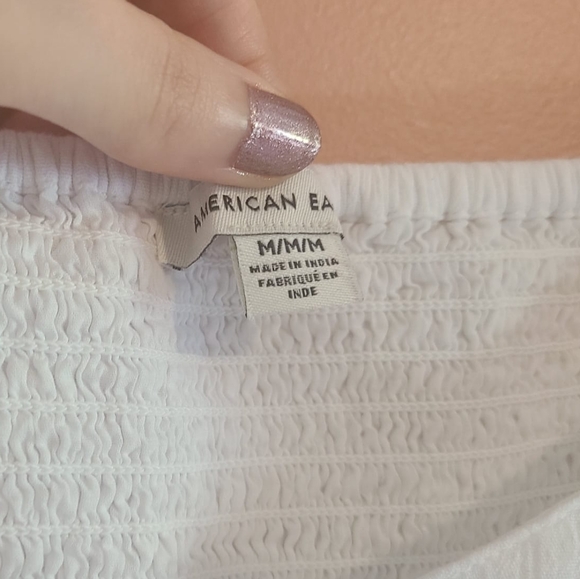 AMERICAN EA
M/M/M
MADE IN INDIA
FABRIQUÉ EN
INDE